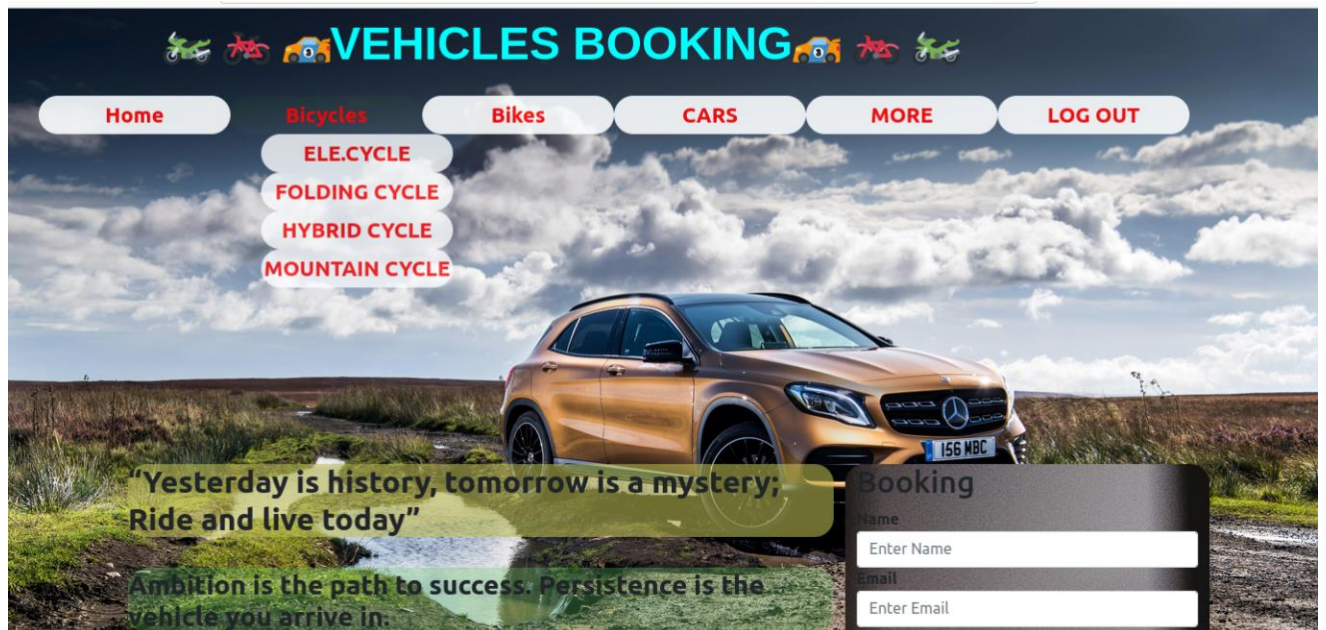 VEHICLES BOOKING
Home
Bicycles
Bikes
CARS
MORE
LOG OUT
ELE.CYCLE
FOLDING CYCLE
HYBRID CYCLE
MOUNTAIN CYCLE
156 MBC
“Yesterday is history, tomorrow is a mystery;
Ride and live today”
Ambition is the path to success. Persistence is the
vehicle you arrive in.
Booking
Name
Enter Name
Email
Enter Email